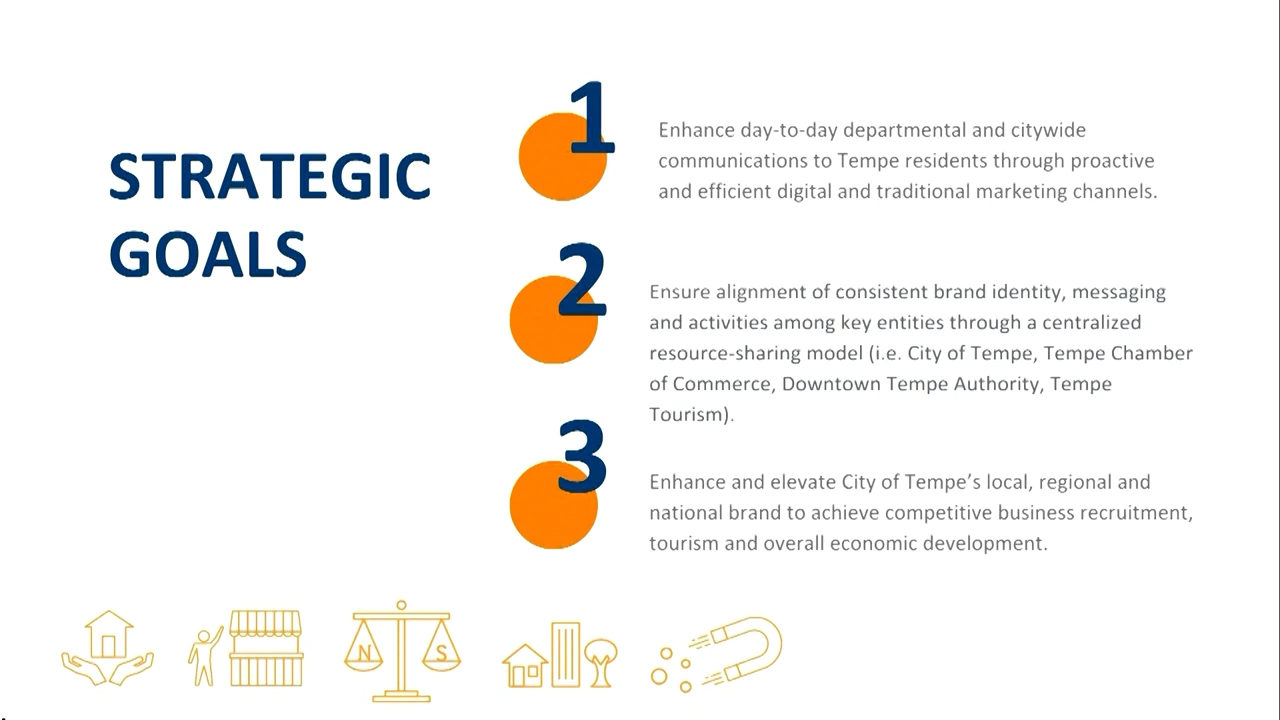 STRATEGIC
GOALS
1
Enhance day-to-day departmental and citywide
communications to Tempe residents through proactive
and efficient digital and traditional marketing channels.
2
Ensure alignment of consistent brand identity, messaging
and activities among key entities through a centralized
resource-sharing model (i.e. City of Tempe, Tempe Chamber
of Commerce, Downtown Tempe Authority, Tempe
Tourism).
3
Enhance and elevate City of Tempe’s local, regional and
national brand to achieve competitive business recruitment,
tourism and overall economic development.
N S